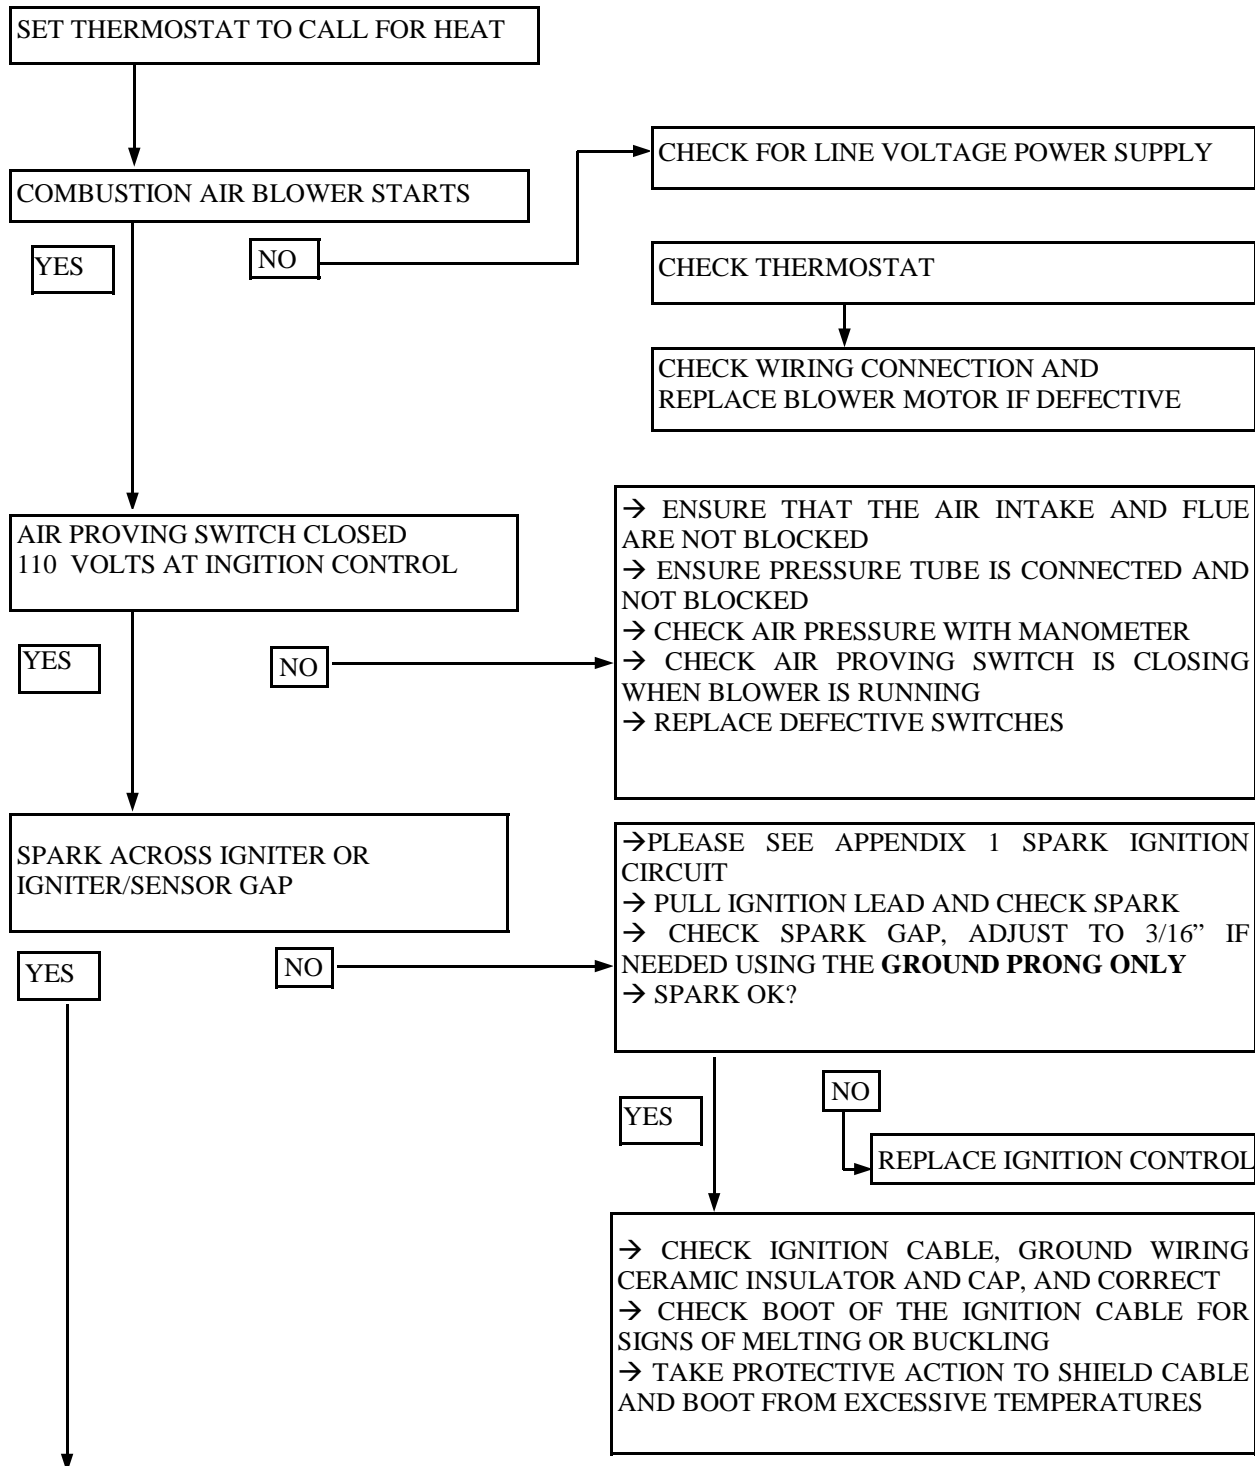 SET THERMOSTAT TO CALL FOR HEAT
CHECK FOR LINE VOLTAGE POWER SUPPLY
COMBUSTION AIR BLOWER STARTS
YES
NO
CHECK THERMOSTAT
CHECK WIRING CONNECTION AND
REPLACE BLOWER MOTOR IF DEFECTIVE
AIR PROVING SWITCH CLOSED
110 VOLTS AT INGITION CONTROL
YES
NO
→ ENSURE THAT THE AIR INTAKE AND FLUE
ARE NOT BLOCKED
→ ENSURE PRESSURE TUBE IS CONNECTED AND
NOT BLOCKED
→ CHECK AIR PRESSURE WITH MANOMETER
→ CHECK AIR PROVING SWITCH IS CLOSING
WHEN BLOWER IS RUNNING
→ REPLACE DEFECTIVE SWITCHES
SPARK ACROSS IGNITER OR
IGNITER/SENSOR GAP
YES
NO
→PLEASE SEE APPENDIX 1 SPARK IGNITION
CIRCUIT
→ PULL IGNITION LEAD AND CHECK SPARK
→ CHECK SPARK GAP, ADJUST TO 3/16” IF
NEEDED USING THE GROUND PRONG ONLY
→ SPARK OK?
YES
NO
REPLACE IGNITION CONTROL
→ CHECK IGNITION CABLE, GROUND WIRING
CERAMIC INSULATOR AND CAP, AND CORRECT
→ CHECK BOOT OF THE IGNITION CABLE FOR
SIGNS OF MELTING OR BUCKLING
→ TAKE PROTECTIVE ACTION TO SHIELD CABLE
AND BOOT FROM EXCESSIVE TEMPERATURES